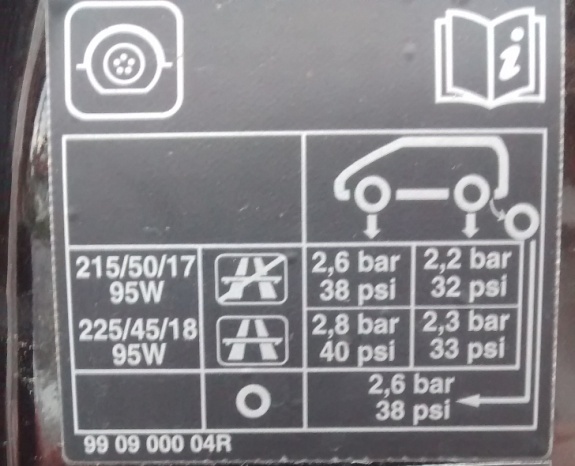 i
215/50/17
95W
2,6 bar
38 psi
2,2 bar
32 psi
225/45/18
95W
2,8 bar
40 psi
2,3 bar
33 psi
2,6 bar
38 psi
99 09 000 04R